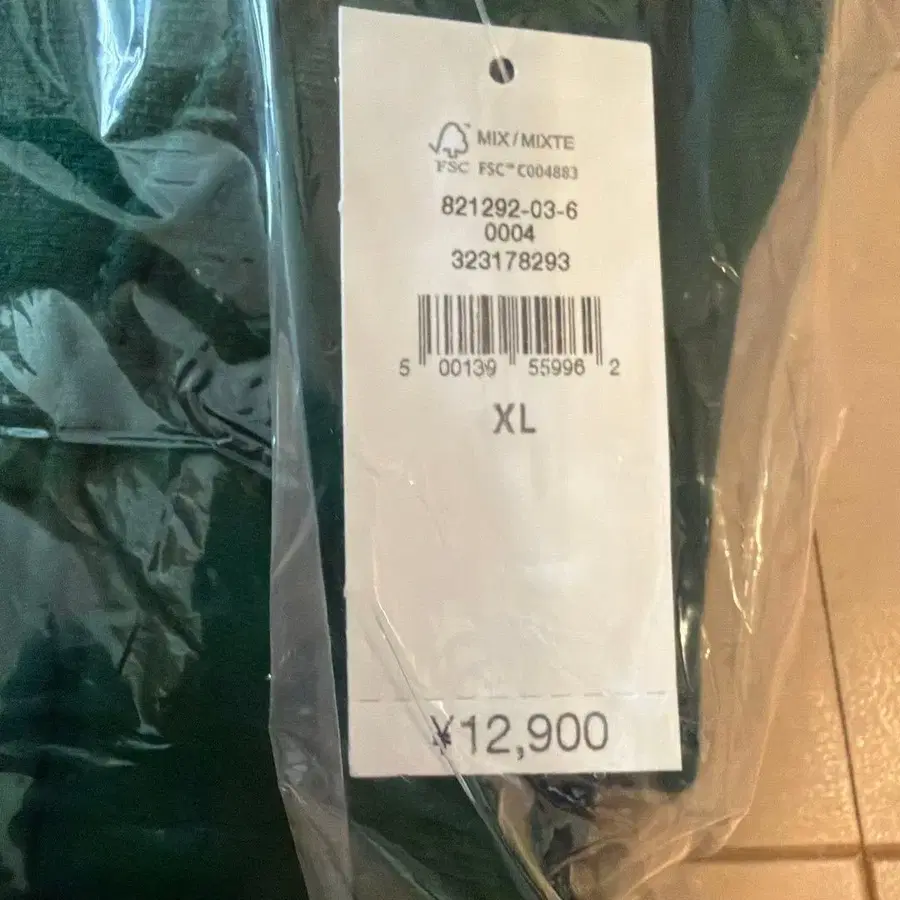 MIX/MIXTE
FSC FSC™ C004883
821292-03-6
0004
323178293
5 00139 55996 2
XL
¥12,900